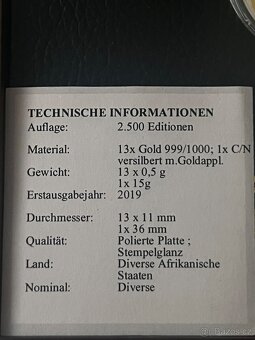 TECHNISCHE INFORMATIONEN
Auflage: 2.500 Editionen
Material: 13x Gold 999/1000; 1x C/N
versilbert m.Goldappl.
Gewicht: 13 x 0,5 g
1x 15g
Erstausgabejahr: 2019
Durchmesser: 13 x 11 mm
1x 36 mm
Qualität: Polierte Platte ;
Stempelglanz
Land: Diverse Afrikanische
Staaten
Nominal: Diverse